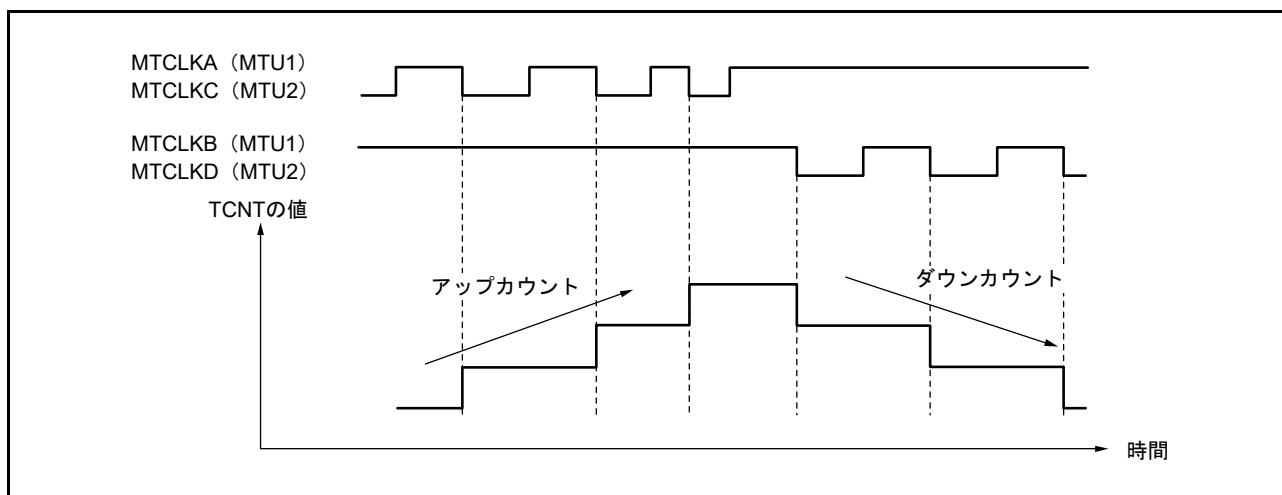 MTCLKA（MTU1）
MTCLKC（MTU2）
MTCLKB（MTU1）
MTCLKD（MTU2）
TCNTの値
アップカウント
ダウンカウント
時間